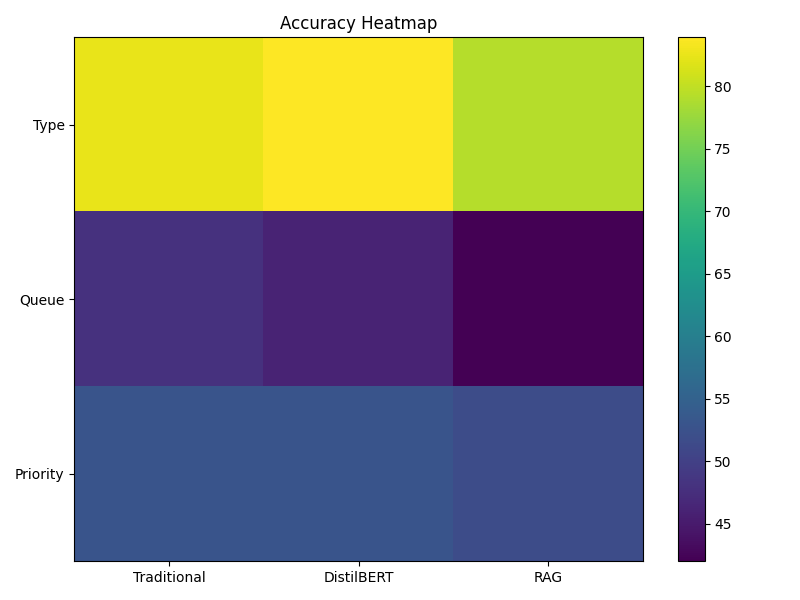 Accuracy Heatmap
Type
Queue
Priority
Traditional
DistilBERT
RAG
80
75
70
65
60
55
50
45